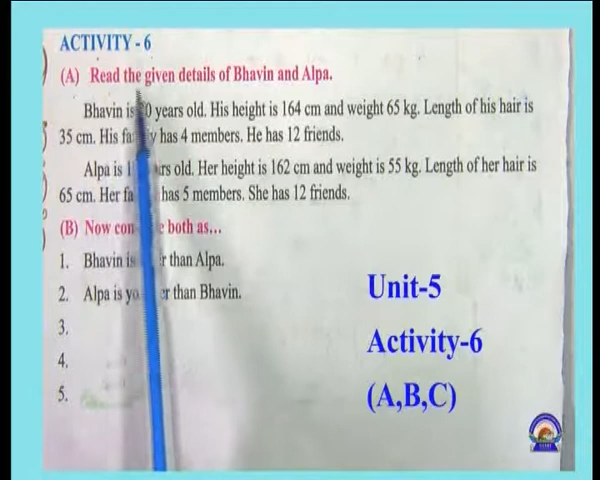 ACTIVITY - 6
(A) Read the given details of Bhavin and Alpa.
Bhavin is years old. His height is 164 cm and weight 65 kg. Length of his hair is
35 cm. His has 4 members. He has 12 friends.
Alpa is old. Her height is 162 cm and weight is 55 kg. Length of her hair is
65 cm. Her has 5 members. She has 12 friends.
(B) Now both as...
1. Bhavin is than Alpa.
2. Alpa is than Bhavin.
3.
4.
5.
Unit-5
Activity-6
(A,B,C)